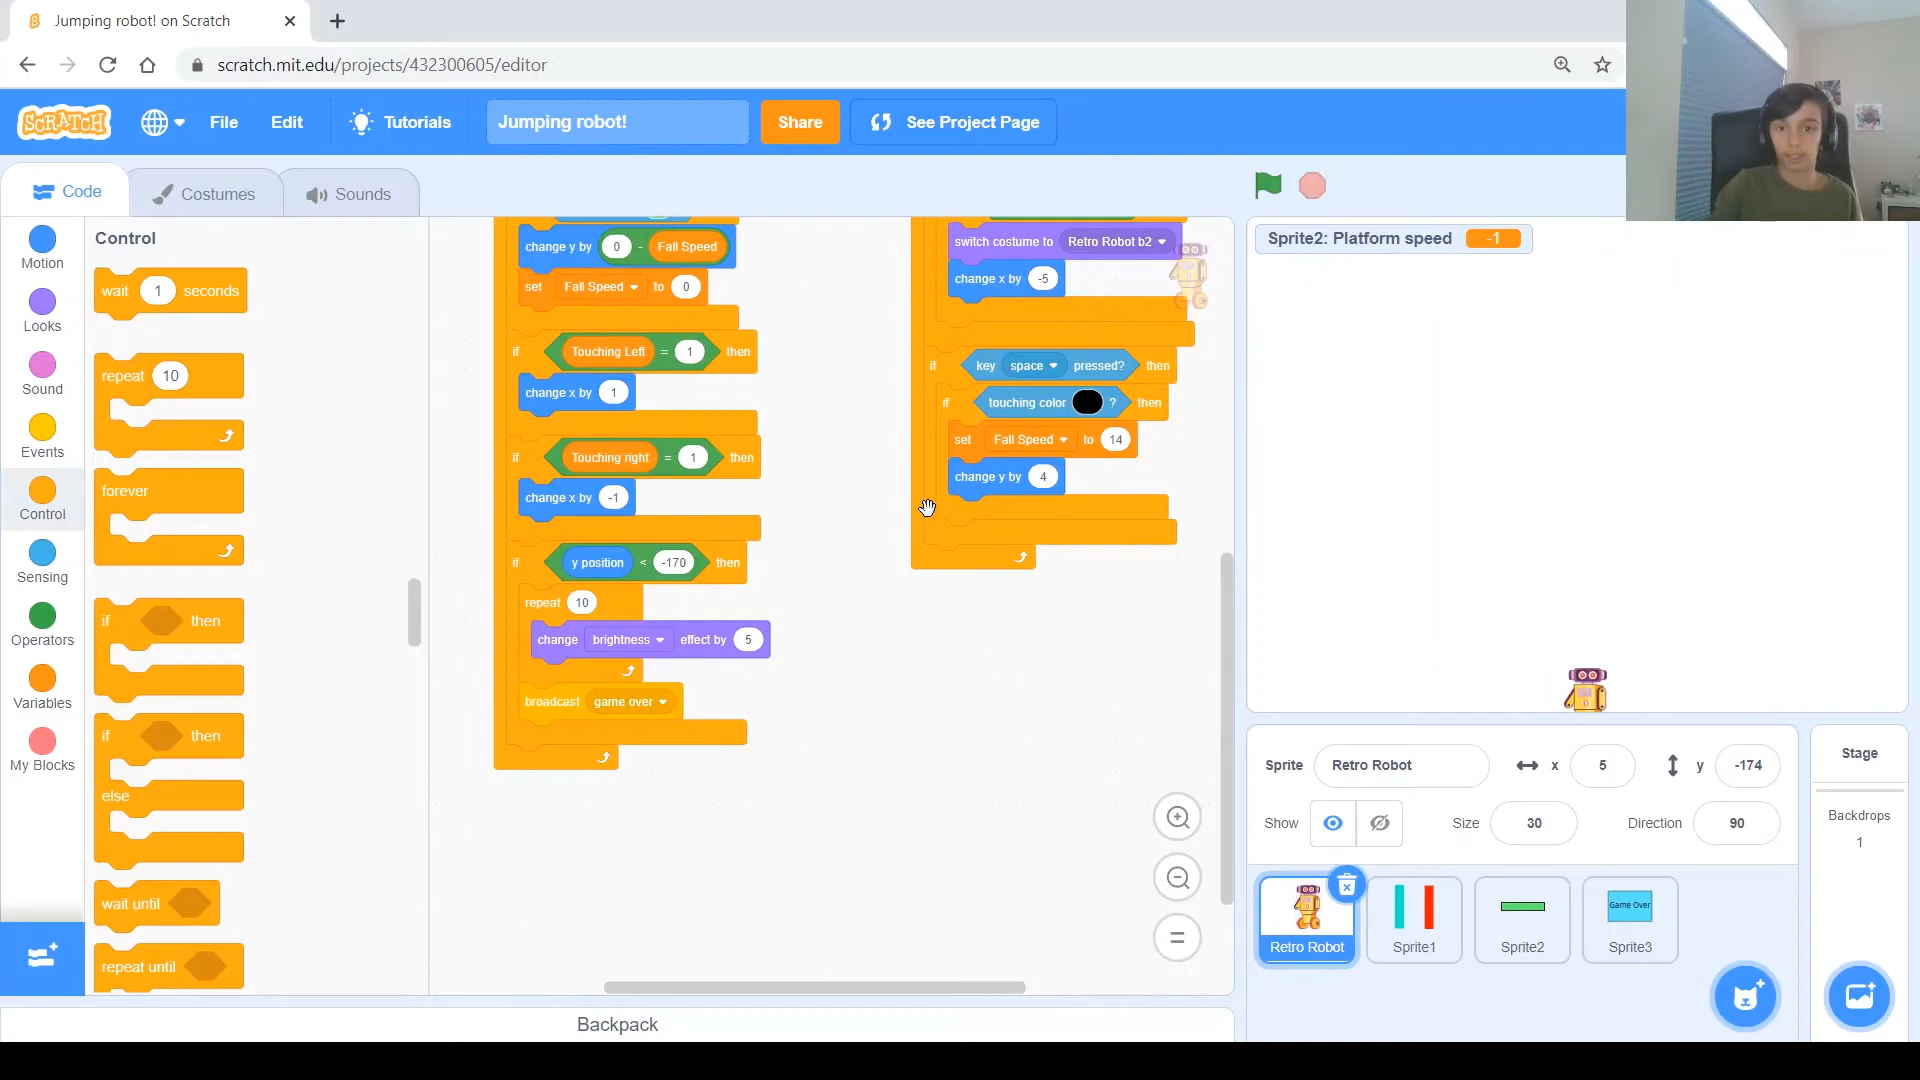 Jumping robot! on Scratch
scratch.mit.edu/projects/432300605/editor
SCRATCH
File
Edit
Tutorials
Jumping robot!
Share
See Project Page
Code
Costumes
Sounds
Motion
Looks
Sound
Events
Control
Sensing
Operators
Variables
My Blocks
Control
wait 1 seconds
repeat 10
forever
if then
if then
else
wait until
repeat until
change y by 0 - Fall Speed
set Fall Speed to 0
if Touching Left = 1 then
change x by 1
if Touching right = 1 then
change x by -1
if y position < -170 then
repeat 10
change brightness effect by 5
broadcast game over
switch costume to Retro Robot b2
change x by -5
if key space pressed? then
if touching color ? then
set Fall Speed to 14
change y by 4
Backpack
Sprite2: Platform speed -1
Sprite Retro Robot x 5 y -174
Show Size 30 Direction 90
Retro Robot
Sprite1
Sprite2
Game Over
Sprite3
Stage
Backdrops
1